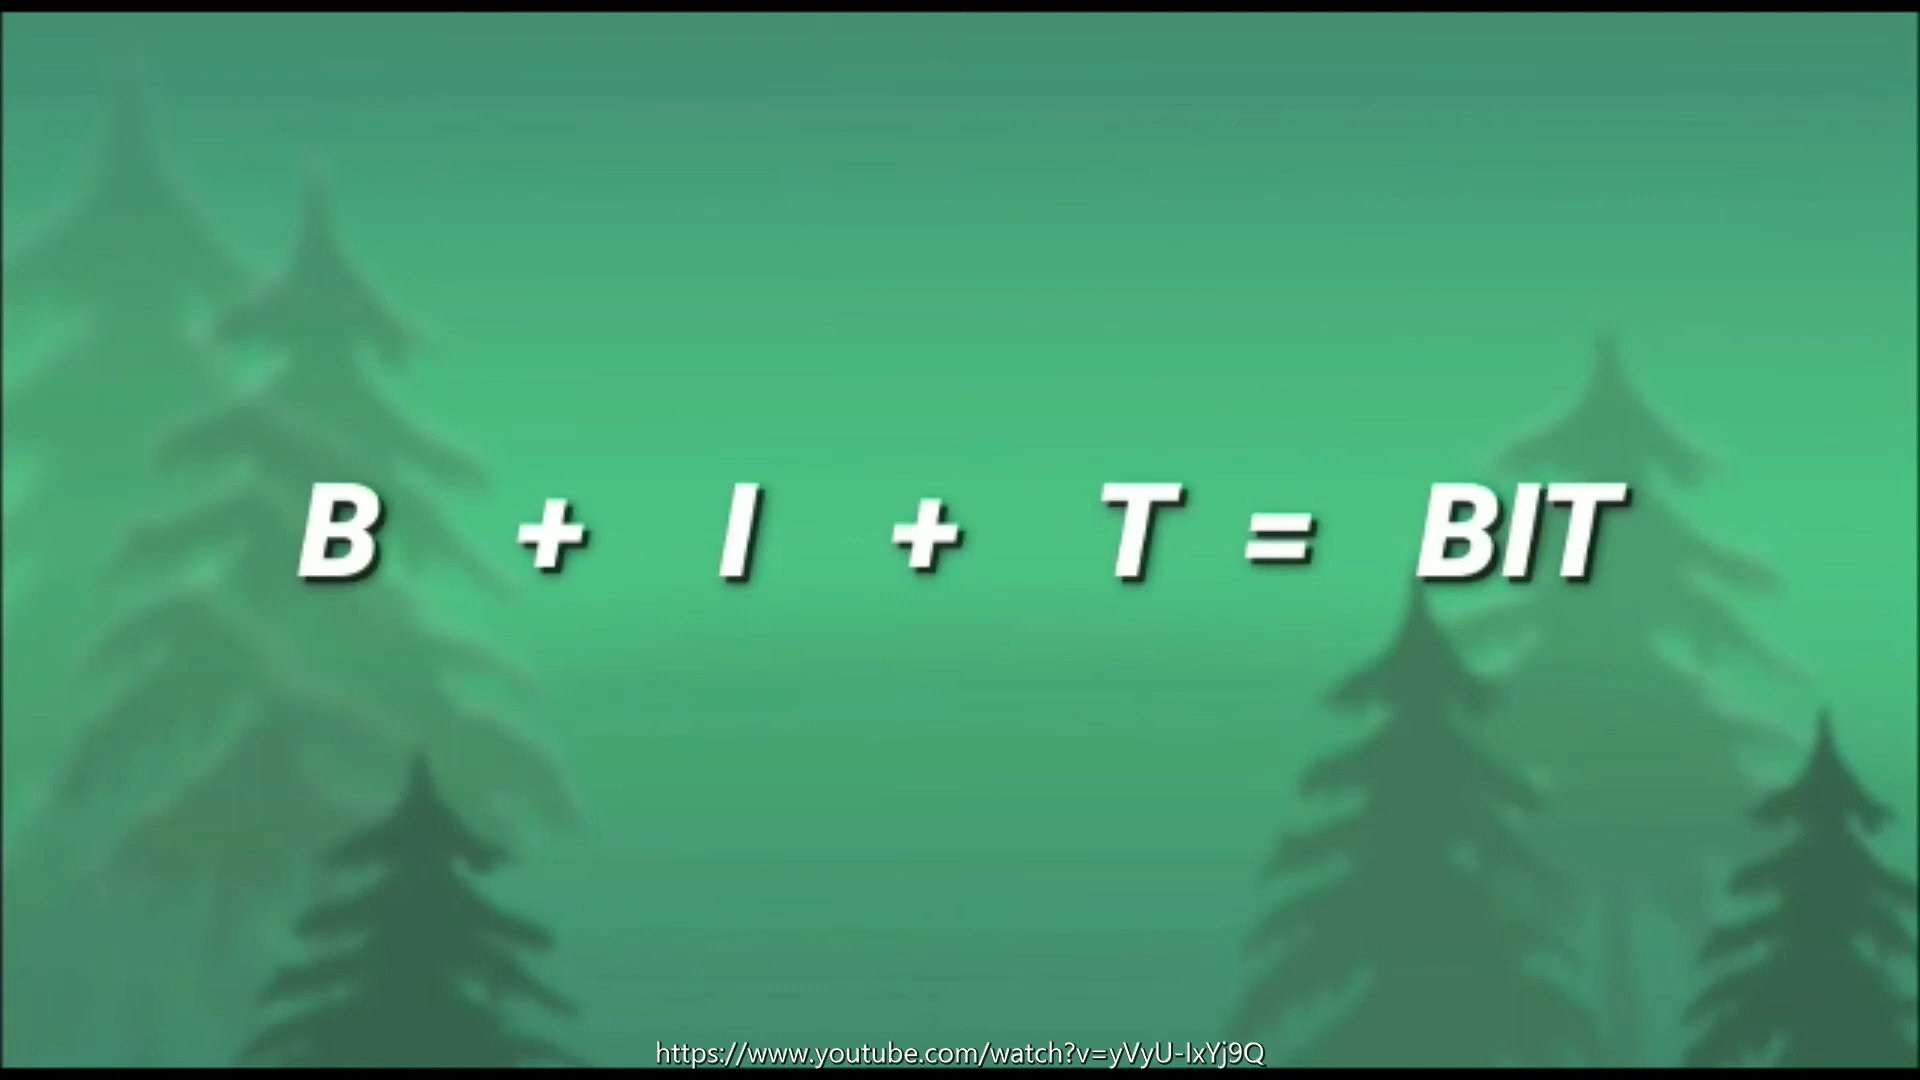 B + I + T = BIT
https://www.youtube.com/watch?v=yVyU-IxYj9Q